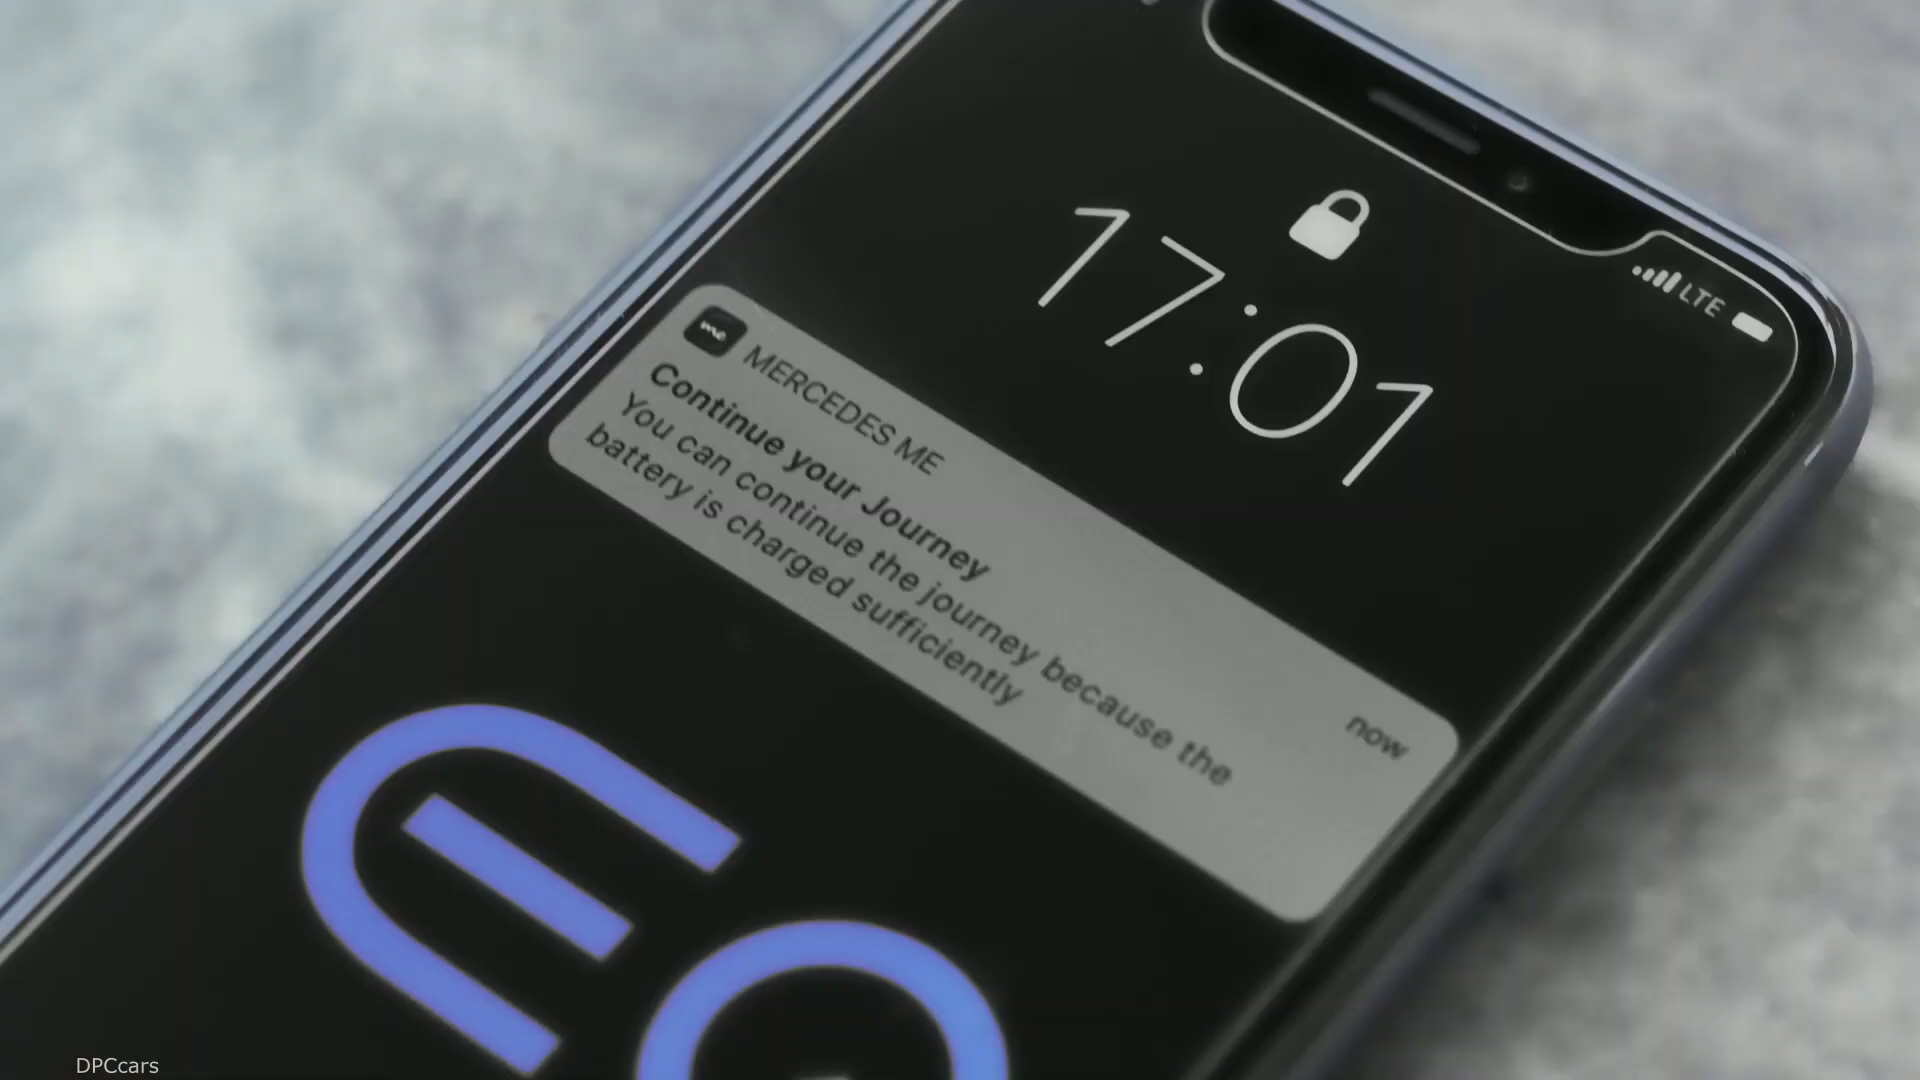 LTE
17:01
me
MERCEDES ME
now
Continue your Journey
You can continue the journey because the
battery is charged sufficiently
EQ
DPCcars